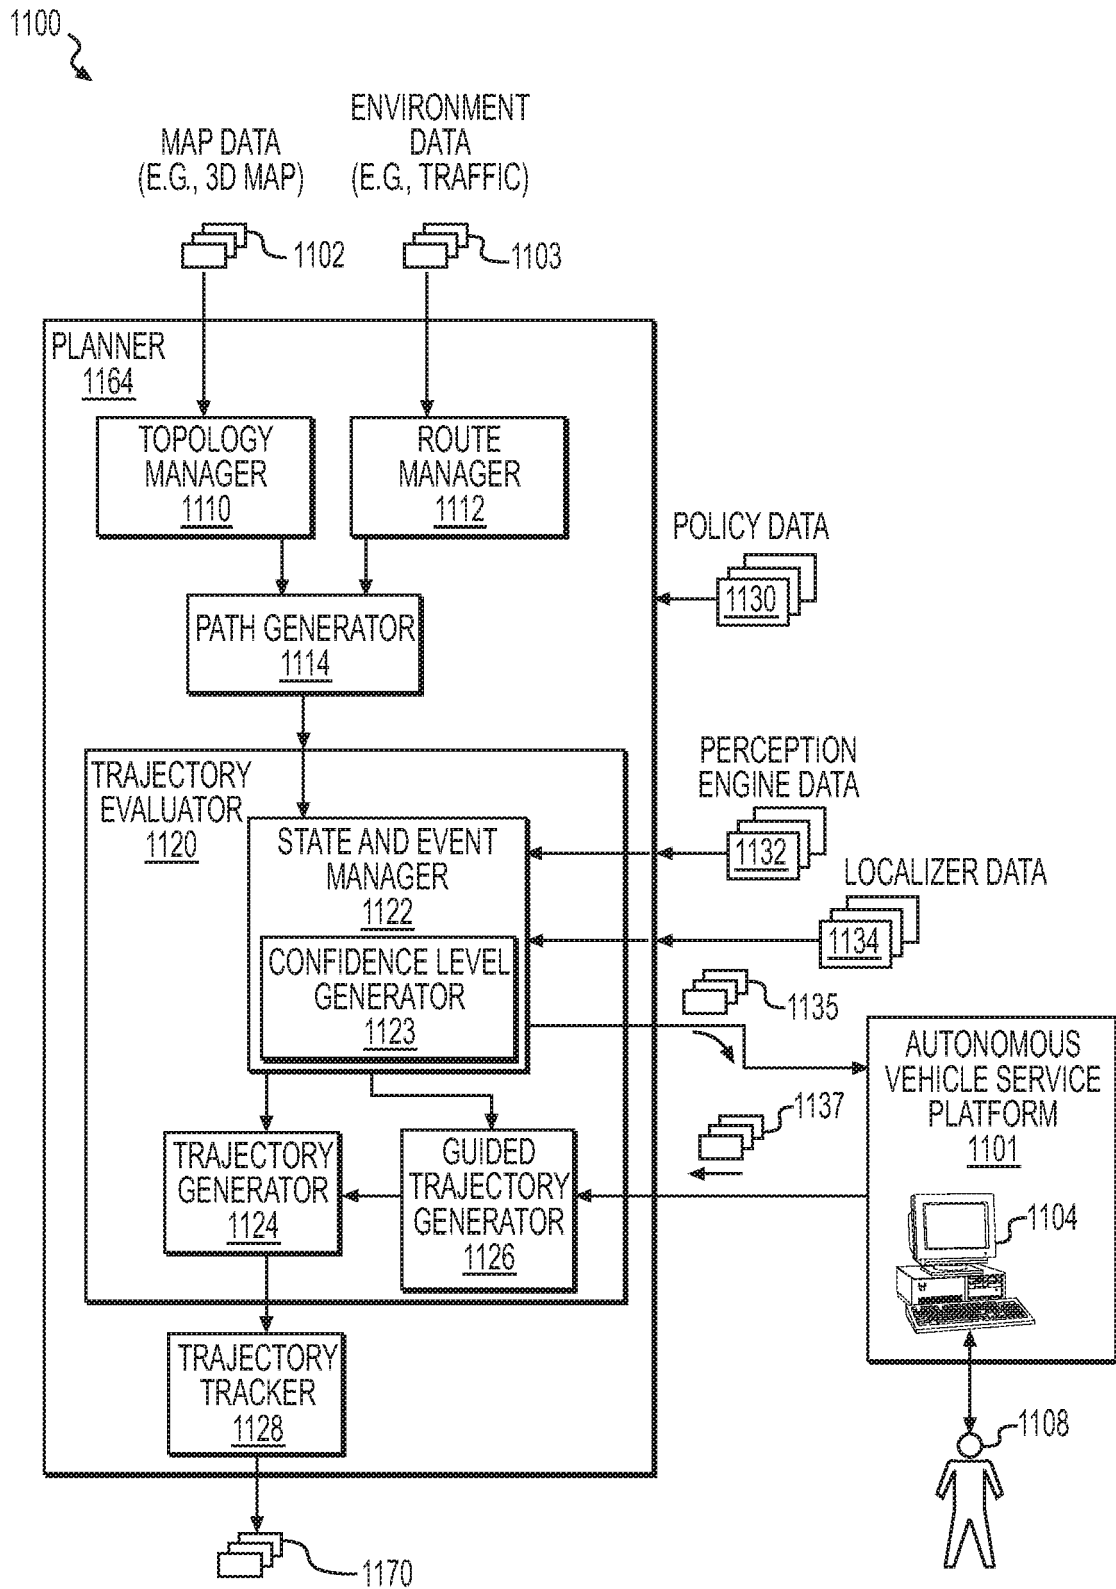 1100
MAP DATA
(E.G., 3D MAP)
ENVIRONMENT
DATA
(E.G., TRAFFIC)
1102
1103
PLANNER
1164
TOPOLOGY
MANAGER
1110
ROUTE
MANAGER
1112
POLICY DATA
1130
PATH GENERATOR
1114
TRAJECTORY
EVALUATOR
1120
PERCEPTION
ENGINE DATA
1132
STATE AND EVENT
MANAGER
1122
LOCALIZER DATA
1134
CONFIDENCE LEVEL
GENERATOR
1123
1135
AUTONOMOUS
VEHICLE SERVICE
PLATFORM
1101
1137
TRAJECTORY
GENERATOR
1124
GUIDED
TRAJECTORY
GENERATOR
1126
1104
TRAJECTORY
TRACKER
1128
1108
1170